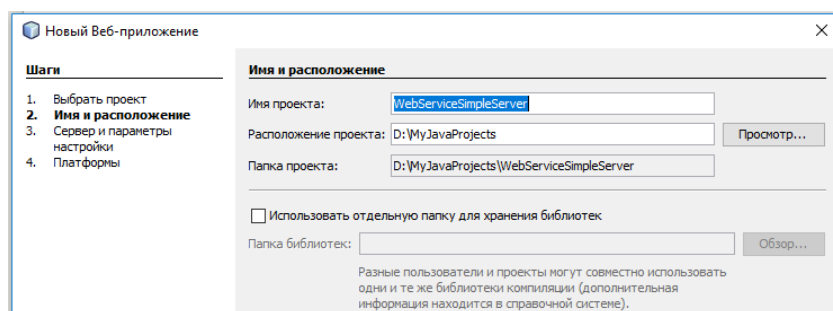 Новый Веб-приложение
Шаги
1. Выбрать проект
2. Имя и расположение
3. Сервер и параметры
настройки
4. Платформы
Имя и расположение
Имя проекта: WebServiceSimpleServer
Расположение проекта: D:\MyJavaProjects Просмотр...
Папка проекта: D:\MyJavaProjects\WebServiceSimpleServer
Использовать отдельную папку для хранения библиотек
Папка библиотек: Обзор...
Разные пользователи и проекты могут совместно использовать
одни и те же библиотеки компиляции (дополнительная
информация находится в справочной системе).